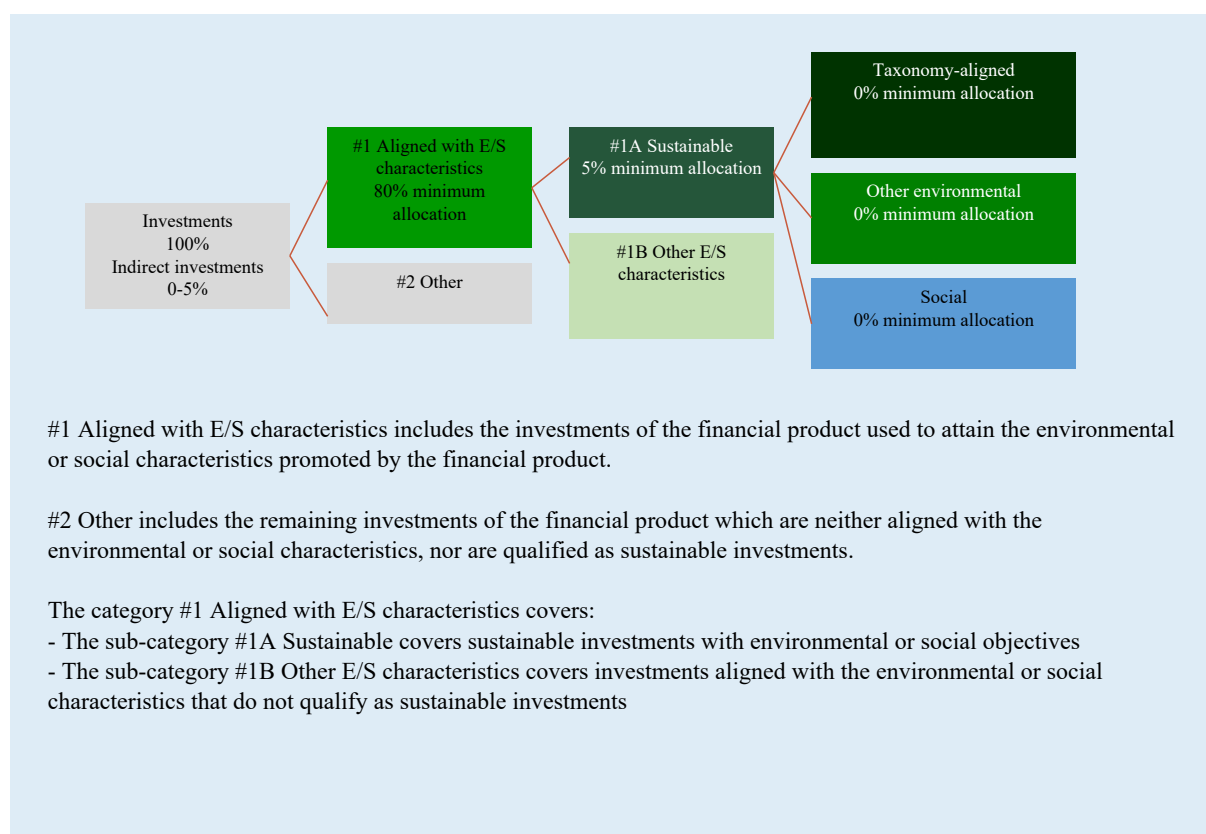 Investments
100%
Indirect investments
0-5%
#1 Aligned with E/S
characteristics
80% minimum
allocation
#2 Other
#1A Sustainable
5% minimum allocation
#1B Other E/S
characteristics
Taxonomy-aligned
0% minimum allocation
Other environmental
0% minimum allocation
Social
0% minimum allocation
#1 Aligned with E/S characteristics includes the investments of the financial product used to attain the environmental
or social characteristics promoted by the financial product.
#2 Other includes the remaining investments of the financial product which are neither aligned with the
environmental or social characteristics, nor are qualified as sustainable investments.
The category #1 Aligned with E/S characteristics covers:
- The sub-category #1A Sustainable covers sustainable investments with environmental or social objectives
- The sub-category #1B Other E/S characteristics covers investments aligned with the environmental or social
characteristics that do not qualify as sustainable investments